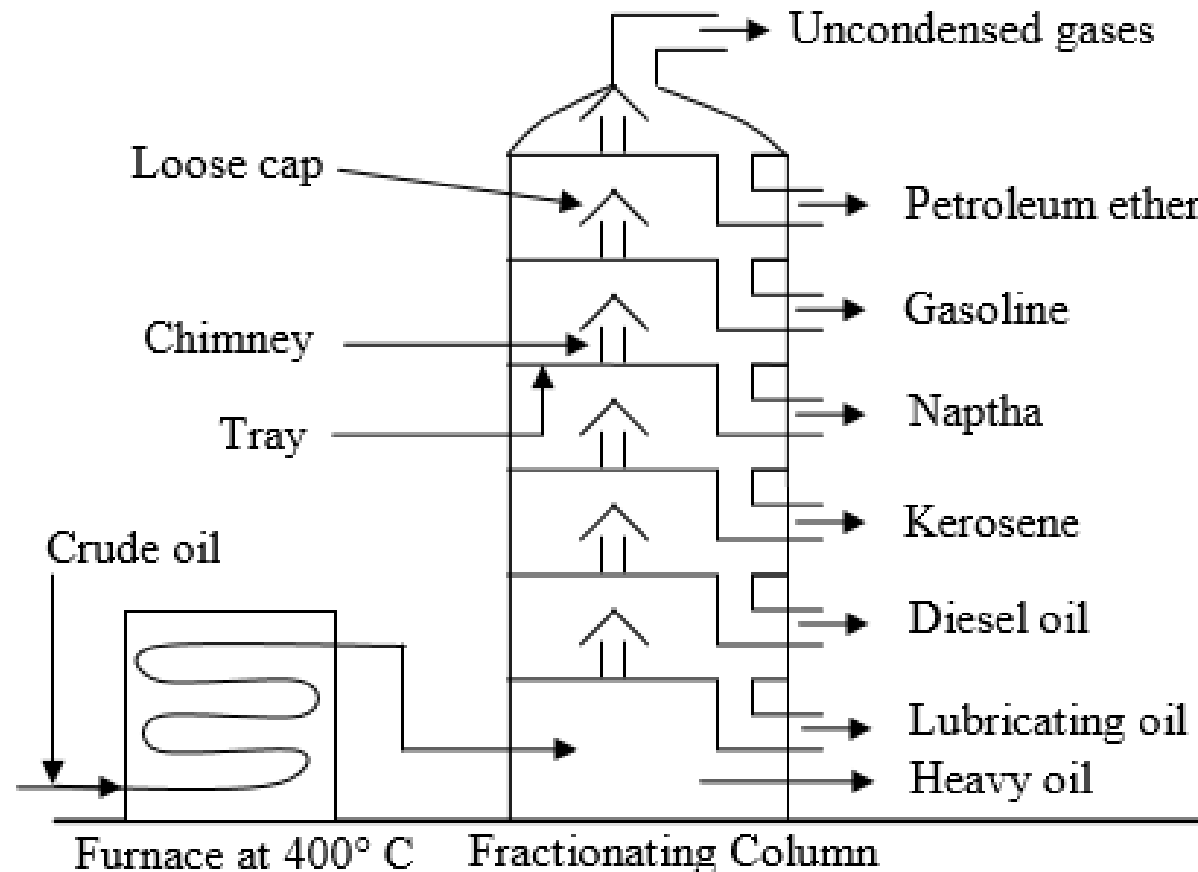 Uncondensed gases
Loose cap
Petroleum ether
Gasoline
Chimney
Naptha
Tray
Kerosene
Crude oil
Diesel oil
Lubricating oil
Heavy oil
Furnace at 400° C
Fractionating Column